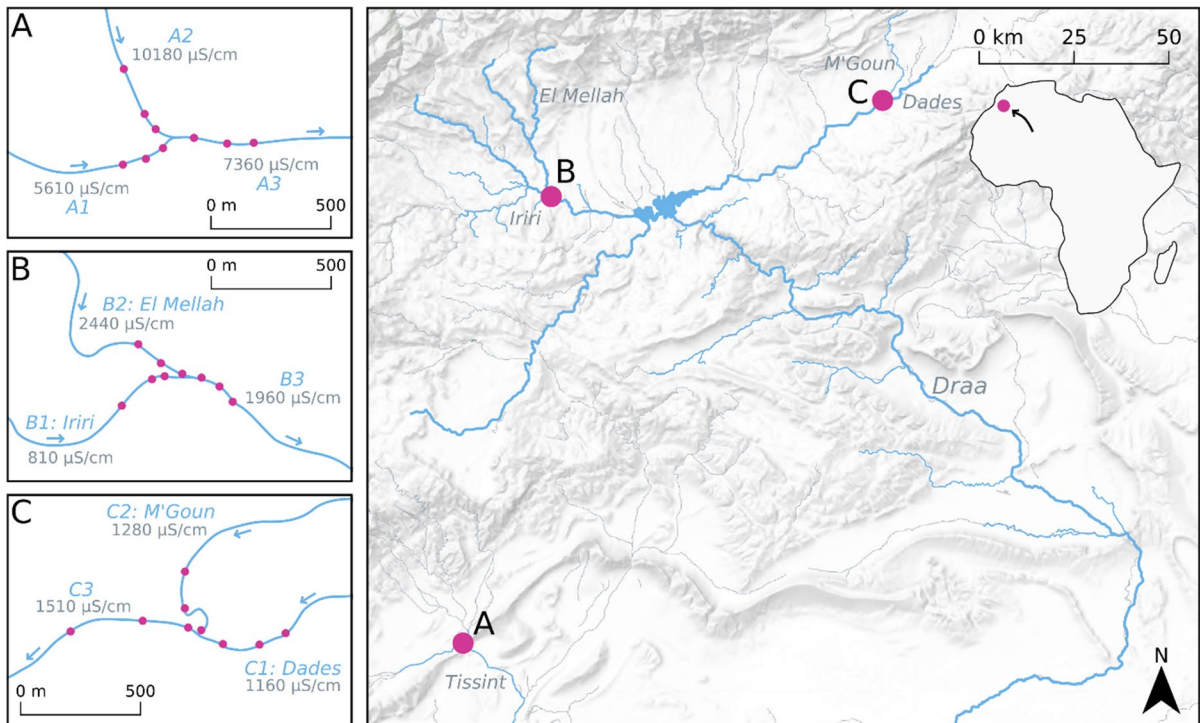 A
A2
10180 µS/cm
5610 µS/cm
A1
7360 µS/cm
A3
0 m 500
B
0 m 500
B2: El Mellah
2440 µS/cm
B3
1960 µS/cm
B1: Iriri
810 µS/cm
C
C2: M'Goun
1280 µS/cm
C3
1510 µS/cm
C1: Dades
1160 µS/cm
0 m 500
0 km 25 50
M'Goun
C
Dades
El Mellah
B
Iriri
Draa
A
Tissint
N